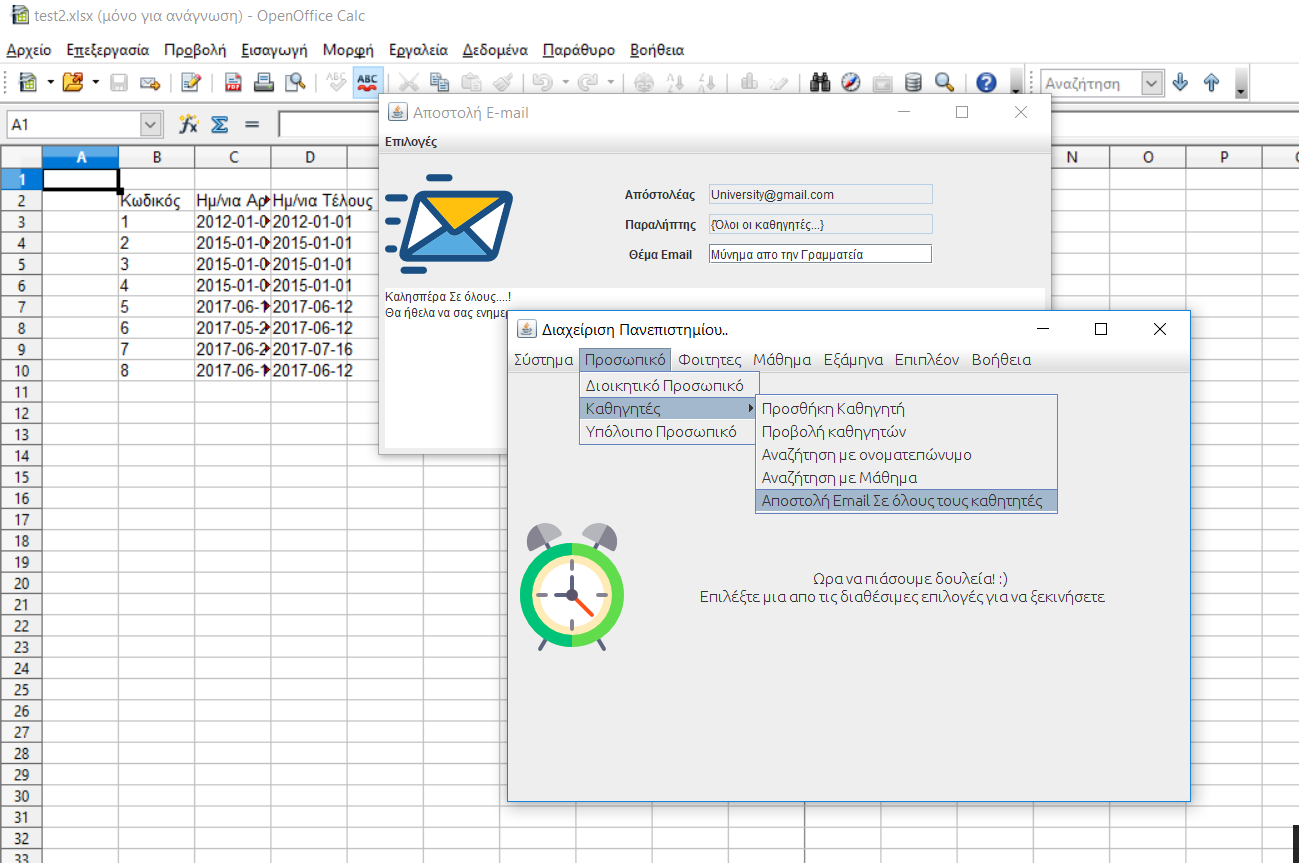 test2.xlsx (μόνο για ανάγνωση) - OpenOffice Calc
Αρχείο Επεξεργασία Προβολή Εισαγωγή Μορφή Εργαλεία Δεδομένα Παράθυρο Βοήθεια
Αναζήτηση
A1
A B C D N O P
1
2 Κωδικός Ημ/νια Αρ Ημ/νια Τέλους
3 1 2012-01-0 2012-01-01
4 2 2015-01-0 2015-01-01
5 3 2015-01-0 2015-01-01
6 4 2015-01-0 2015-01-01
7 5 2017-06-1 2017-06-12
8 6 2017-05-2 2017-06-12
9 7 2017-06-2 2017-07-16
10 8 2017-06-1 2017-06-12
11
12
13
14
15
16
17
18
19
20
21
22
23
24
25
26
27
28
29
30
31
32
33
Αποστολή E-mail
Επιλογές
Απόστολέας University@gmail.com
Παραλήπτης {Όλοι οι καθηγητές...}
Θέμα Email Μύνημα απο την Γραμματεία
Καλησπέρα Σε όλους....!
Θα ήθελα να σας ενημερ
Διαχείριση Πανεπιστημίου..
Σύστημα Προσωπικό Φοιτητες Μάθημα Εξάμηνα Επιπλέον Βοήθεια
Διοικητικό Προσωπικό
Καθηγητές
Υπόλοιπο Προσωπικό
Προσθήκη Καθηγητή
Προβολή καθηγητών
Αναζήτηση με ονοματεπώνυμο
Αναζήτηση με Μάθημα
Αποστολή Email Σε όλους τους καθητητές
Ωρα να πιάσουμε δουλεία! :)
Επιλέξτε μια απο τις διαθέσιμες επιλογές για να ξεκινήσετε